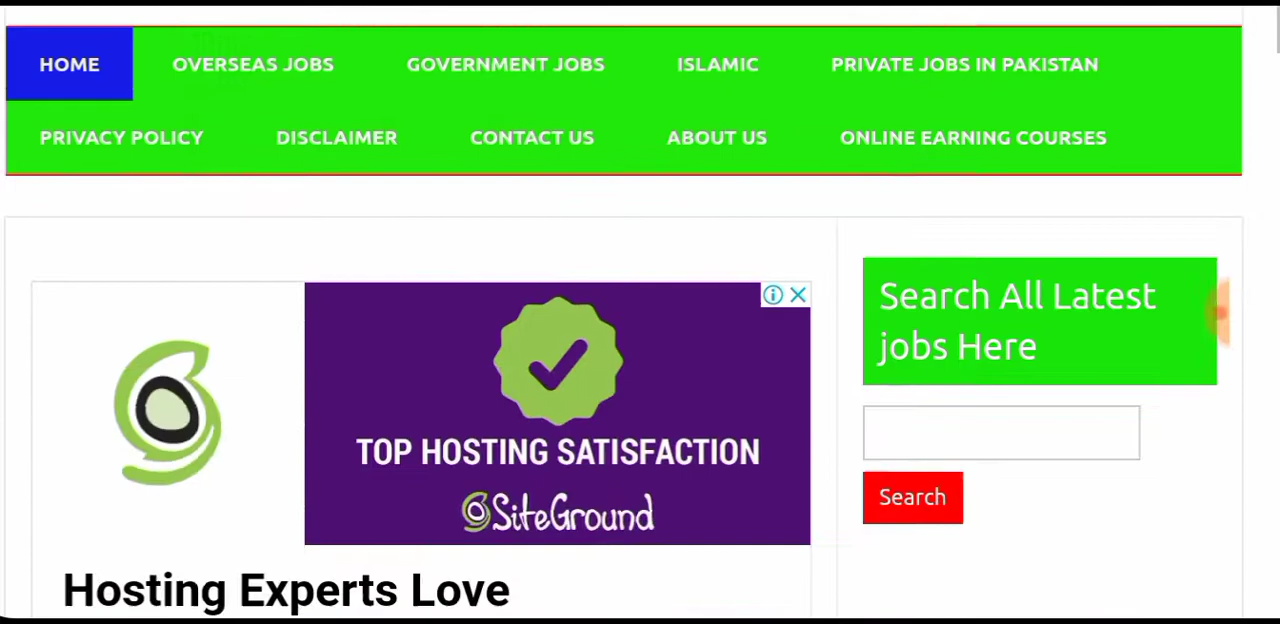 HOME OVERSEAS JOBS GOVERNMENT JOBS ISLAMIC PRIVATE JOBS IN PAKISTAN
PRIVACY POLICY DISCLAIMER CONTACT US ABOUT US ONLINE EARNING COURSES
TOP HOSTING SATISFACTION
SiteGround
Hosting Experts Love
Search All Latest
jobs Here
Search